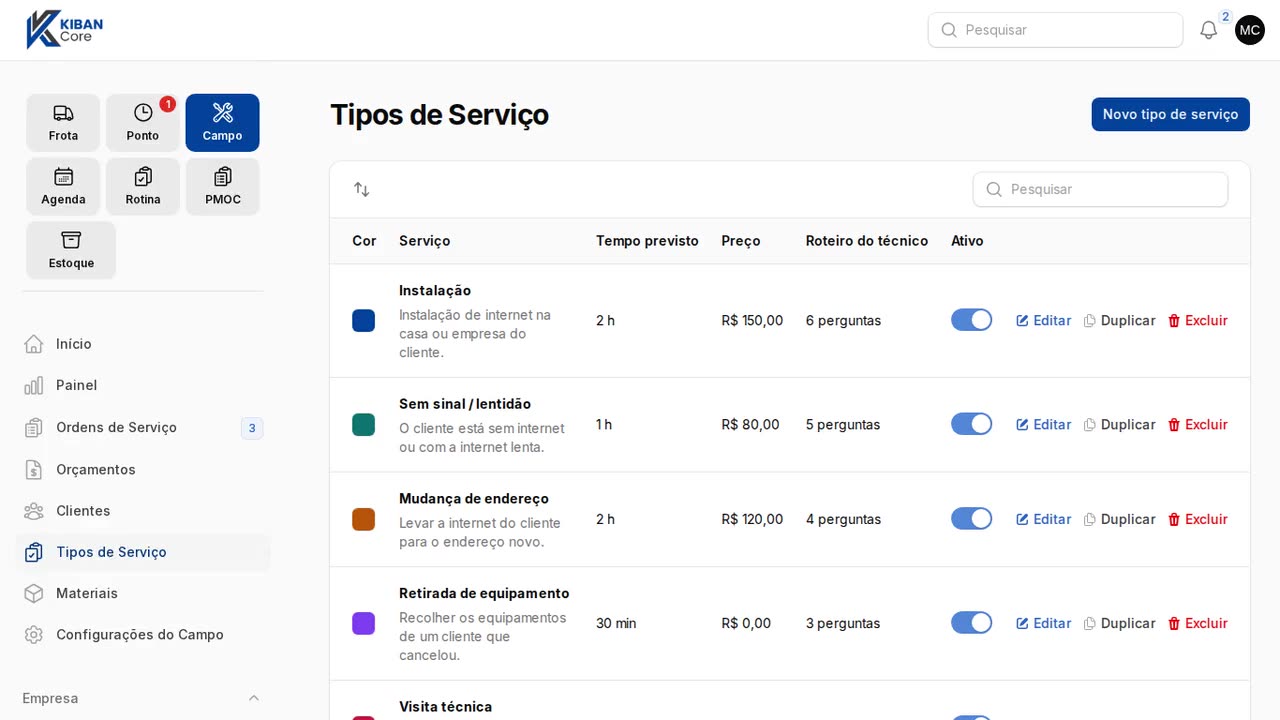 KIBAN
Core
Pesquisar
2
MC
Frota
Ponto
1
Campo
Agenda
Rotina
PMOC
Estoque
Início
Painel
Ordens de Serviço
3
Orçamentos
Clientes
Tipos de Serviço
Materiais
Configurações do Campo
Empresa
Tipos de Serviço
Novo tipo de serviço
Pesquisar
Cor Serviço Tempo previsto Preço Roteiro do técnico Ativo
Instalação
Instalação de internet na
casa ou empresa do
cliente.
2 h R$ 150,00 6 perguntas Editar Duplicar Excluir
Sem sinal / lentidão
O cliente está sem internet
ou com a internet lenta.
1 h R$ 80,00 5 perguntas Editar Duplicar Excluir
Mudança de endereço
Levar a internet do cliente
para o endereço novo.
2 h R$ 120,00 4 perguntas Editar Duplicar Excluir
Retirada de equipamento
Recolher os equipamentos
de um cliente que
cancelou.
30 min R$ 0,00 3 perguntas Editar Duplicar Excluir
Visita técnica